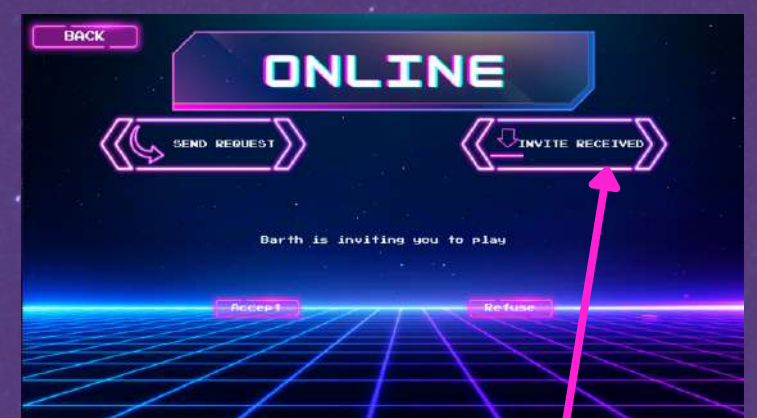 BACK
ONLINE
SEND REQUEST
INVITE RECEIVED
Barth is inviting you to play
Accept
Refuse